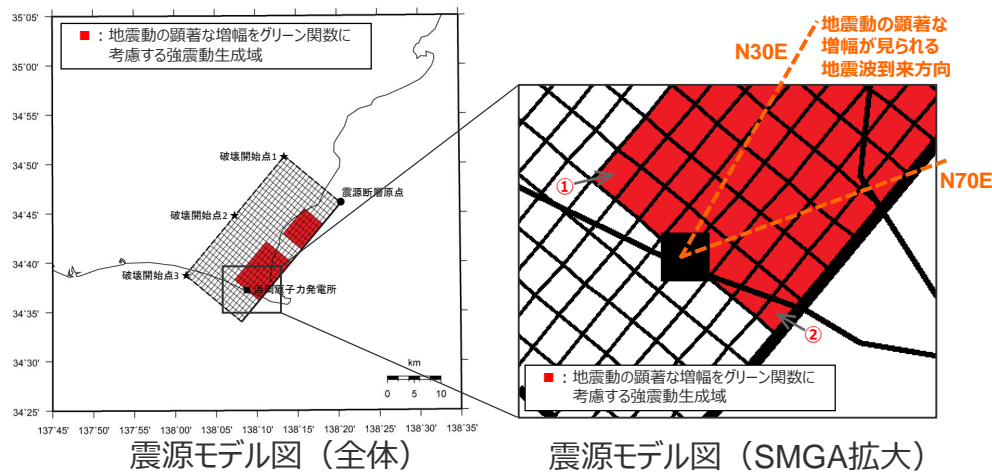 35˚05'
35˚00'
34˚55'
34˚50'
34˚45'
34˚40'
34˚35'
34˚30'
34˚25'
137˚45' 137˚50' 137˚55' 138˚00' 138˚05' 138˚10' 138˚15' 138˚20' 138˚25' 138˚30' 138˚35'
■：地震動の顕著な増幅をグリーン関数に
考慮する強震動生成域
破壊開始点1
震源断層原点
破壊開始点2
破壊開始点3
浜岡原子力発電所
km
0 5 10
震源モデル図（全体）
地震動の顕著な
増幅が見られる
地震波到来方向
N30E
N70E
①
②
■：地震動の顕著な増幅をグリーン関数に
考慮する強震動生成域
震源モデル図（SMGA拡大）